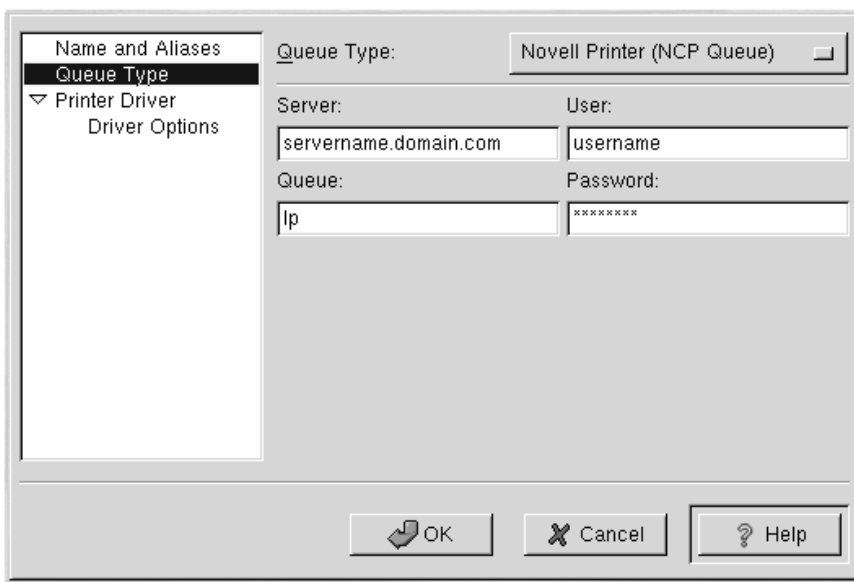 Name and Aliases
Queue Type
Printer Driver
Driver Options
Queue Type:
Novell Printer (NCP Queue)
Server:
User:
servername.domain.com
username
Queue:
Password:
lp
********
OK
Cancel
Help